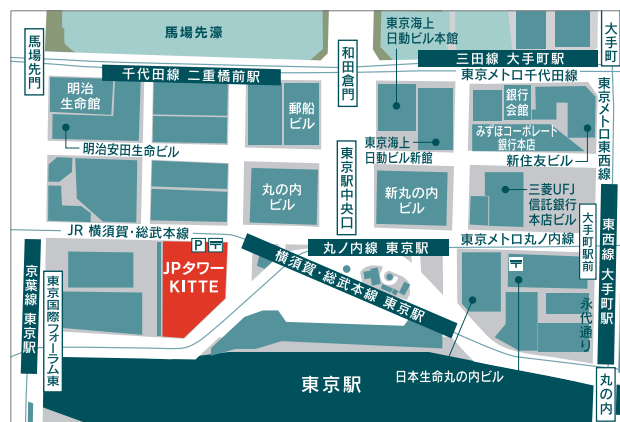 馬場先濠
馬場先門
和田倉門
東京海上
日動ビル本館
三田線 大手町駅
大手町
千代田線 二重橋前駅
東京メトロ千代田線
明治
生命館
郵船
ビル
銀行
会館
東京メトロ東西線
みずほコーポレート
銀行本店
明治安田生命ビル
東京海上
日動ビル新館
新住友ビル
東京駅中央口
丸の内
ビル
新丸の内
ビル
三菱UFJ
信託銀行
本店ビル
JR 横須賀・総武本線
P 〒
丸ノ内線 東京駅
東京メトロ丸ノ内線
大手町駅前
東西線 大手町駅
JPタワー
KITTE
横須賀・総武本線 東京駅
〒
京葉線 東京駅
東京国際フォーラム東
永代通り
日本生命丸の内ビル
東京駅
丸の内